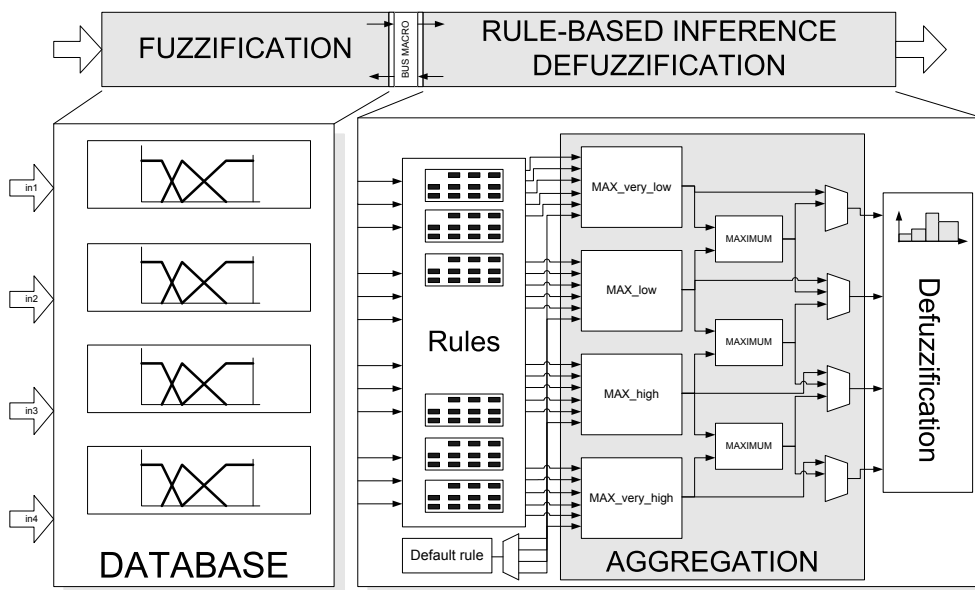 FUZZIFICATION
BUS MACRO
RULE-BASED INFERENCE
DEFUZZIFICATION
in1
in2
in3
in4
DATABASE
Rules
Default rule
MAX_very_low
MAX_low
MAX_high
MAX_very_high
MAXIMUM
MAXIMUM
MAXIMUM
AGGREGATION
Defuzzification